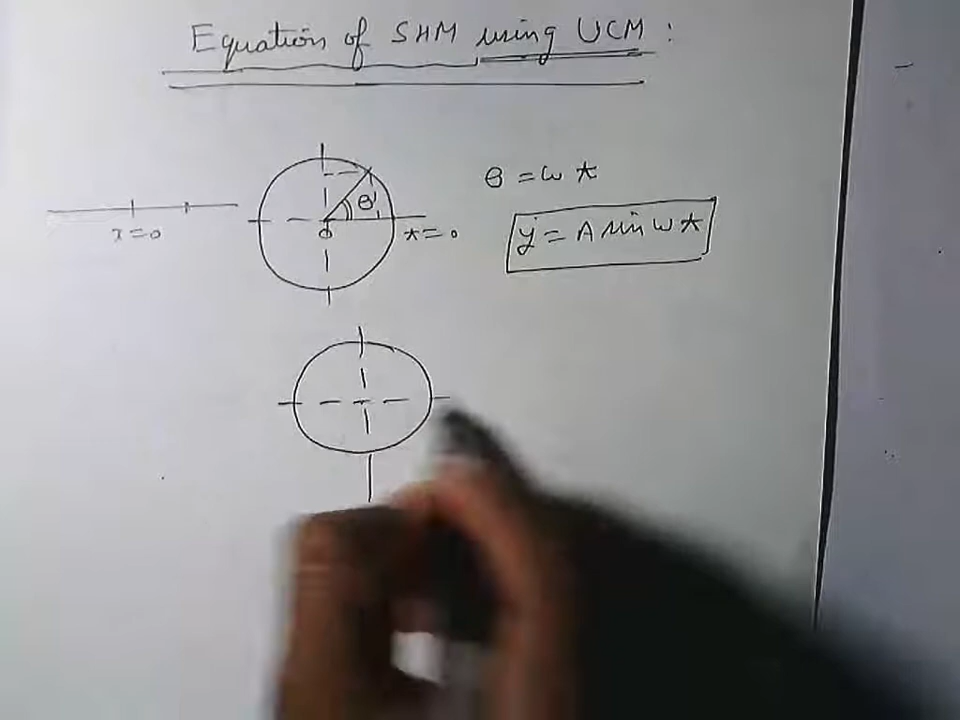 Equation of SHM using UCM :
θ = ωt
y = A sin ωt
θ
x = 0
O
t = 0